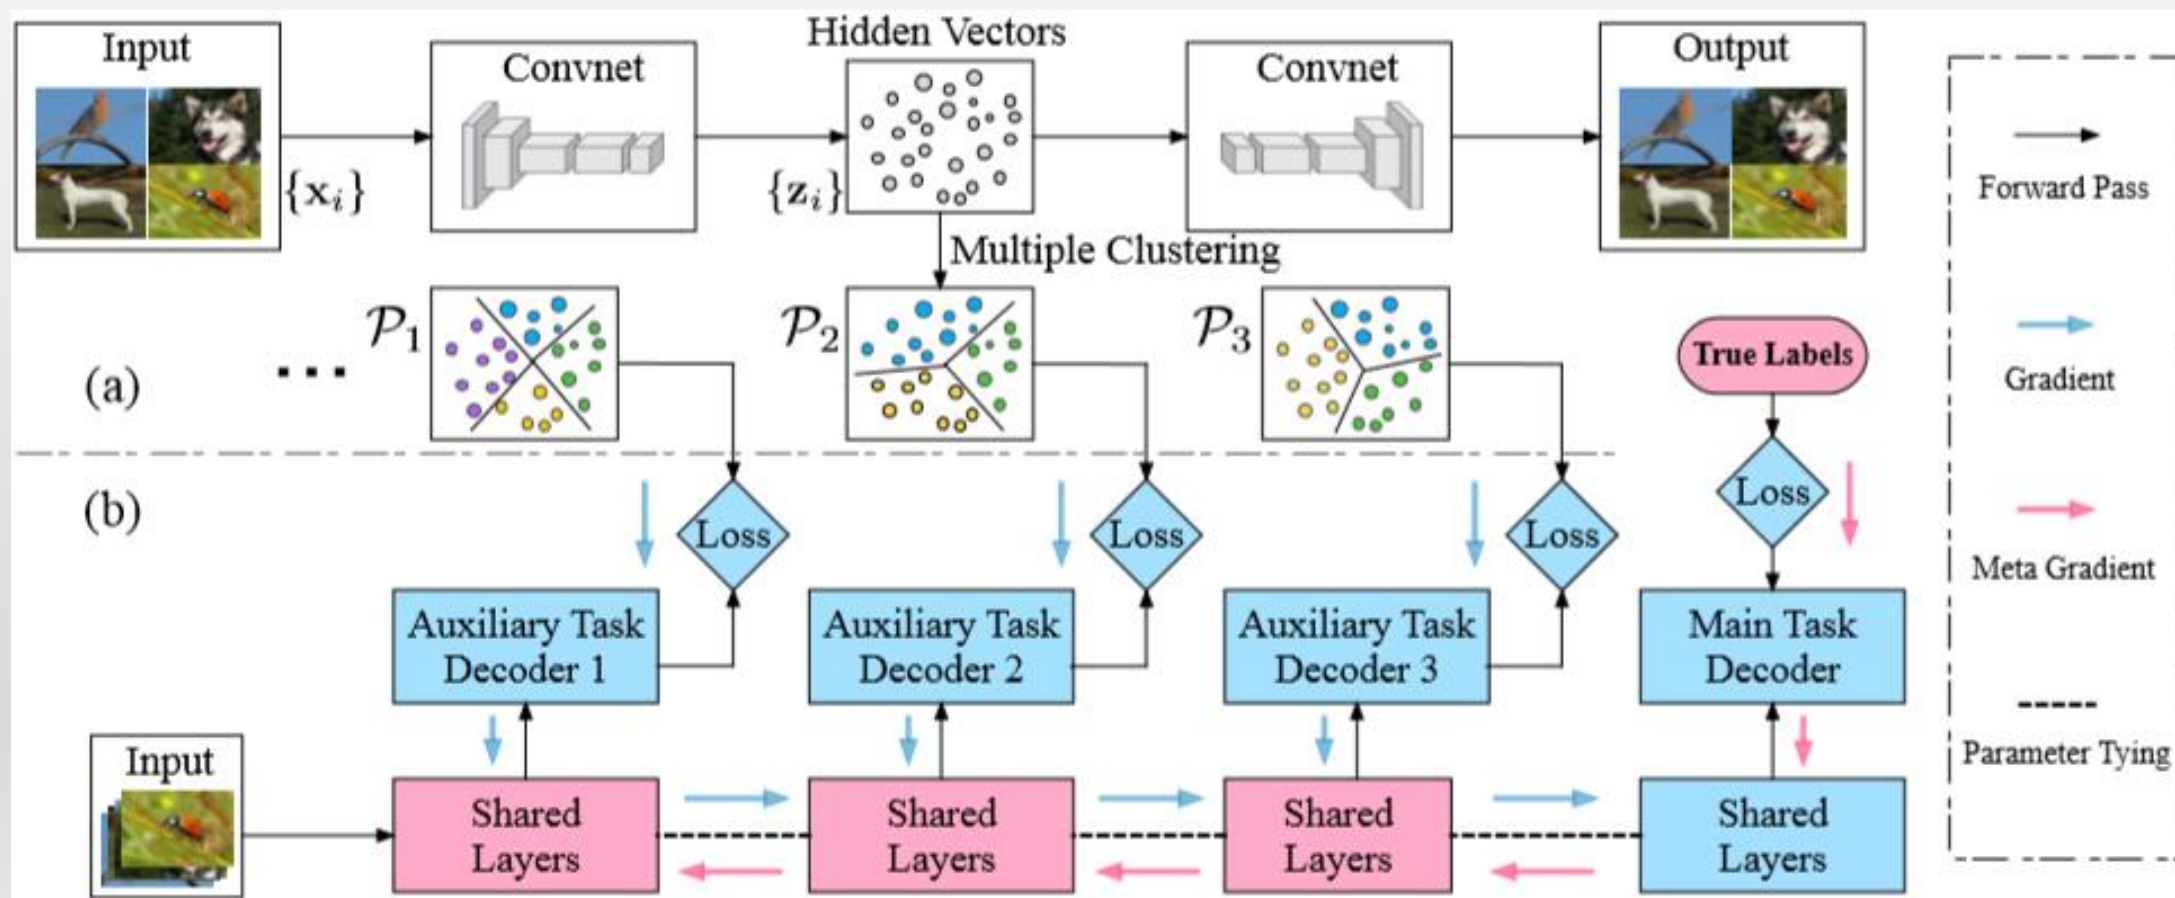 Input
Convnet
Hidden Vectors
Convnet
Output
{x_i}
{z_i}
Forward Pass
Multiple Clustering
P_1
P_2
P_3
True Labels
Gradient
(a)
...
(b)
Loss
Loss
Loss
Loss
Meta Gradient
Auxiliary Task
Decoder 1
Auxiliary Task
Decoder 2
Auxiliary Task
Decoder 3
Main Task
Decoder
Parameter Tying
Input
Shared
Layers
Shared
Layers
Shared
Layers
Shared
Layers